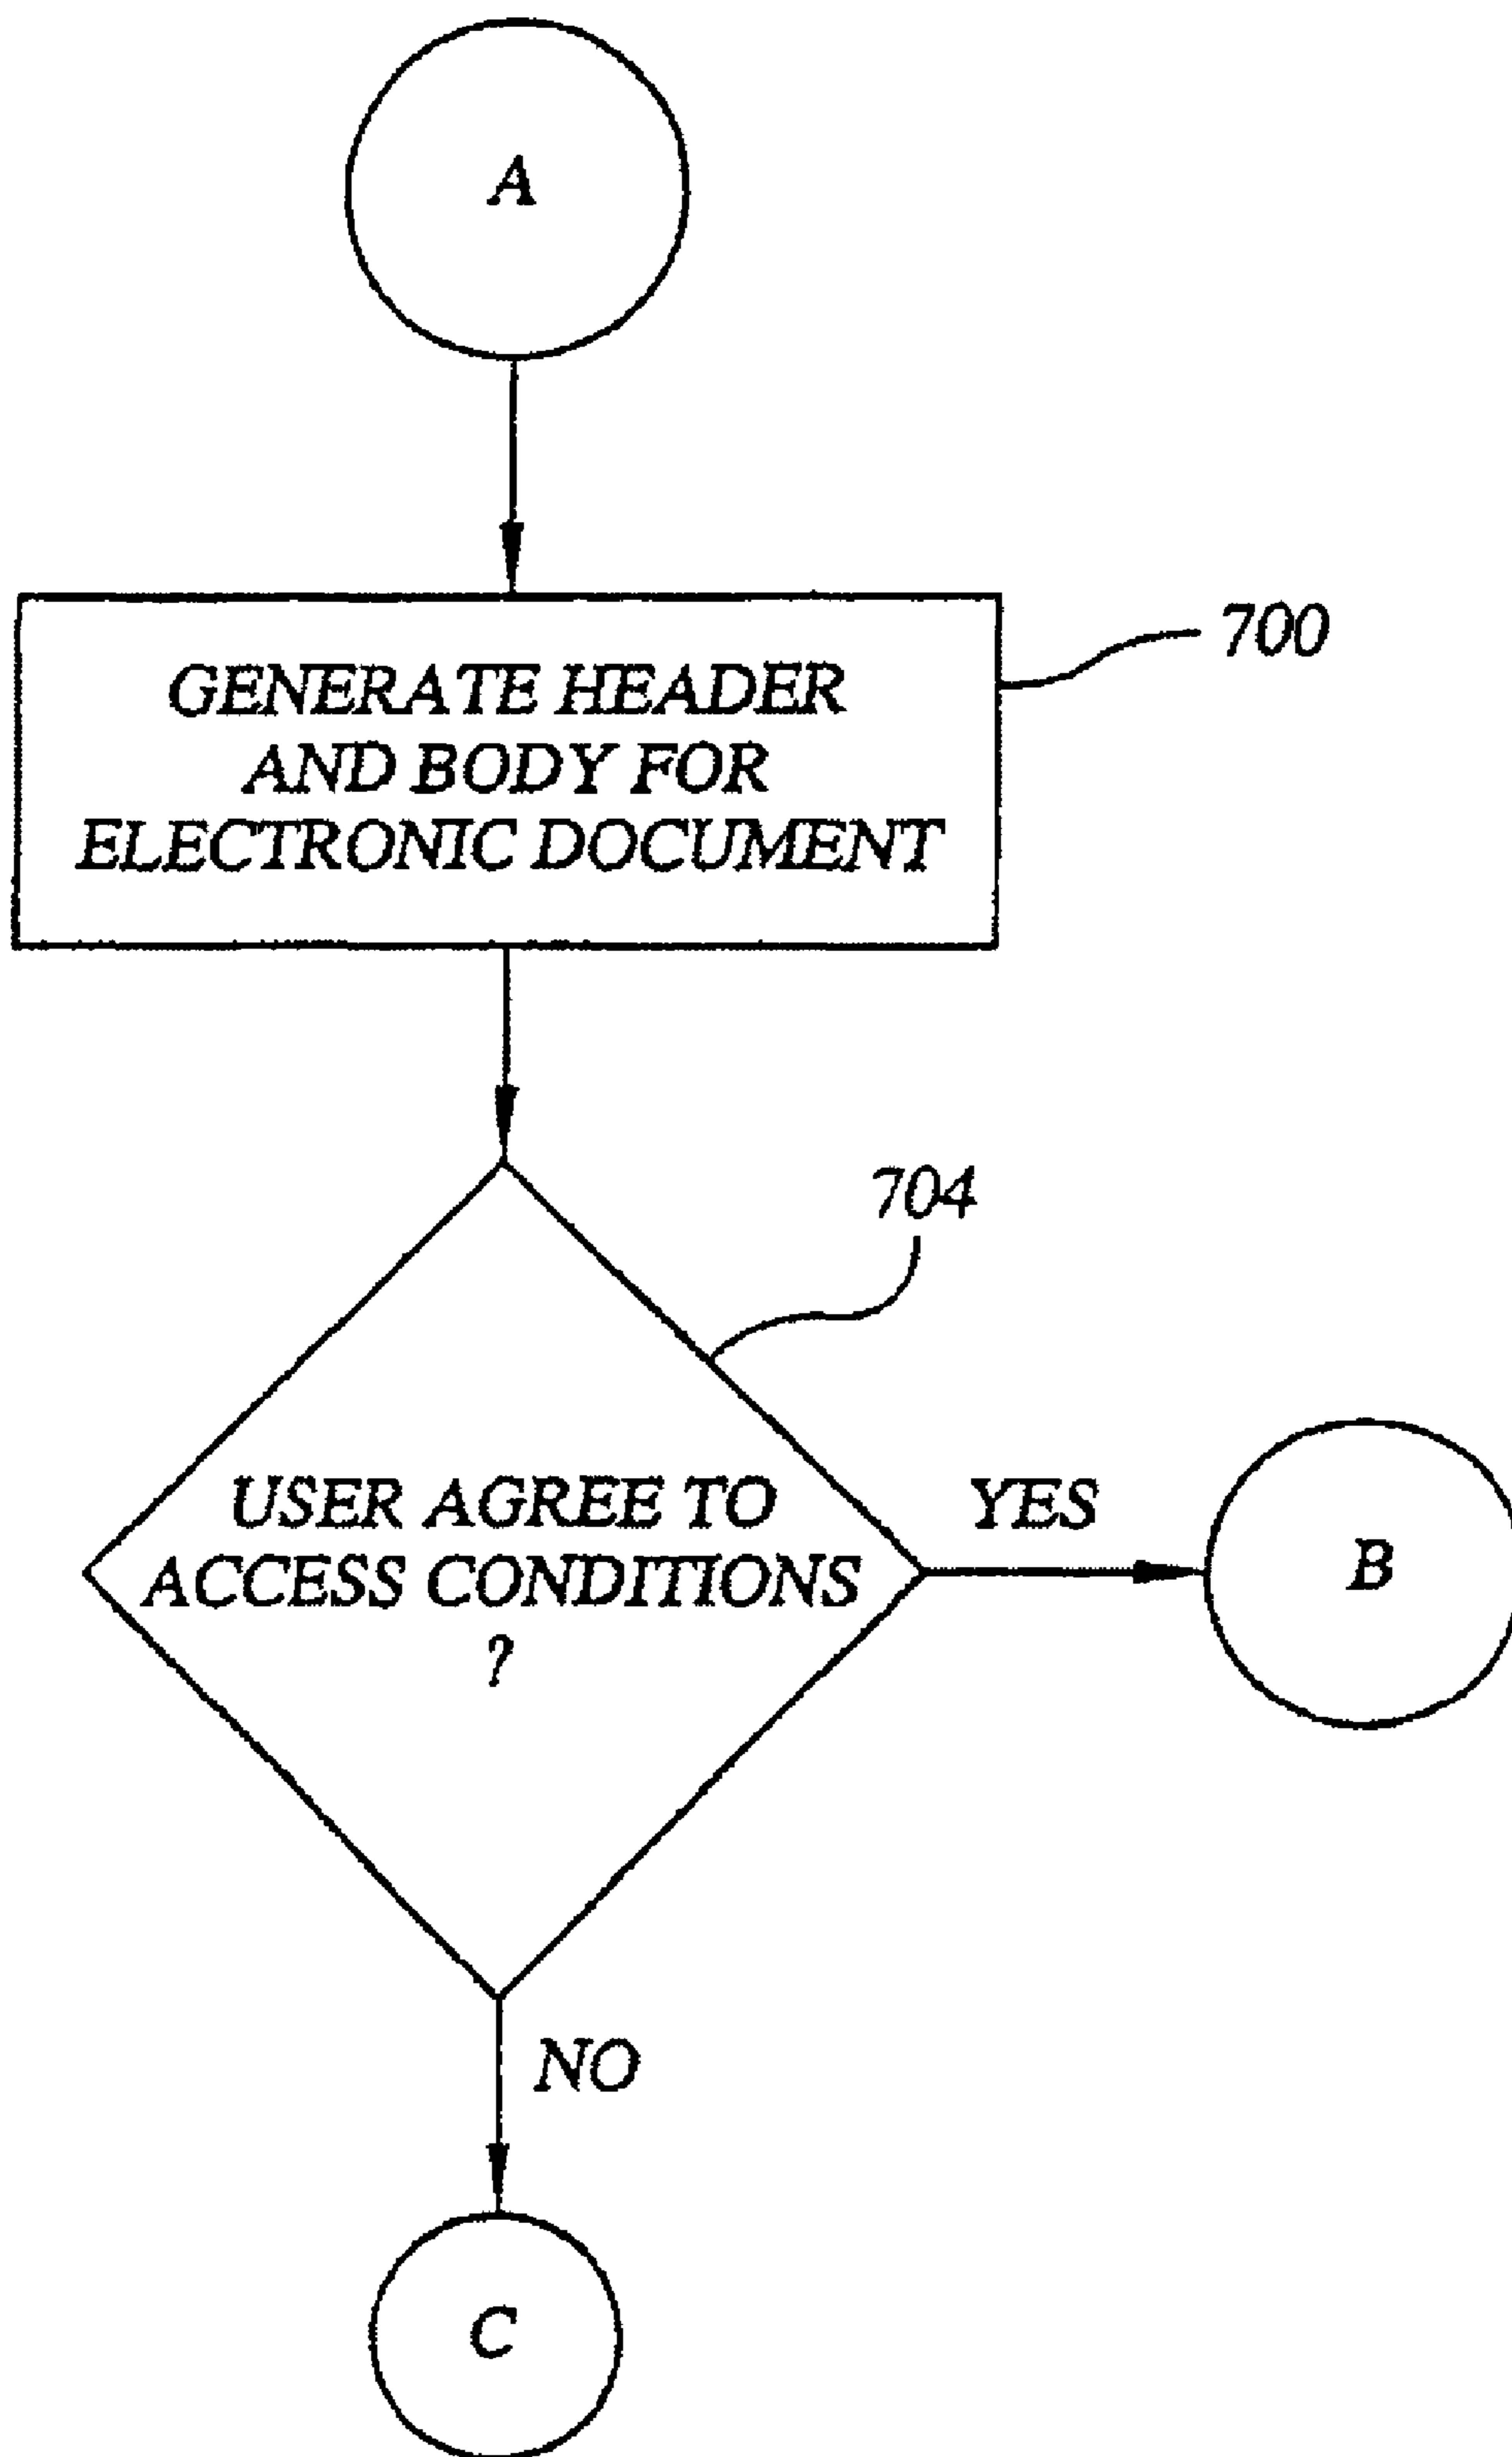 A
GENERATE HEADER
AND BODY FOR
ELECTRONIC DOCUMENT
700
704
USER AGREE TO
ACCESS CONDITIONS
?
YES
B
NO
C